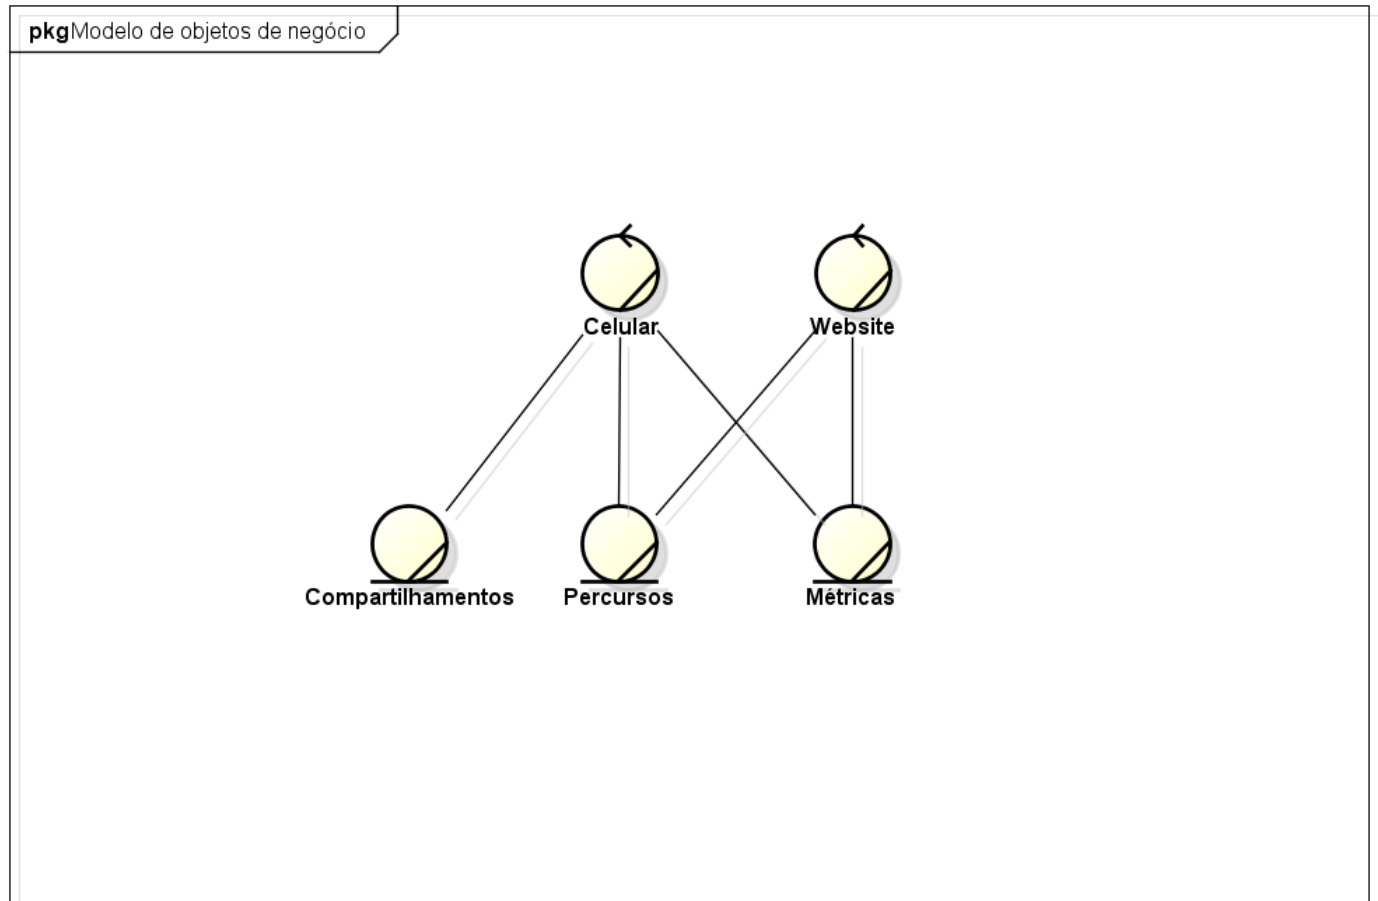 pkgModelo de objetos de negócio
Celular
Website
Compartilhamentos
Percursos
Métricas